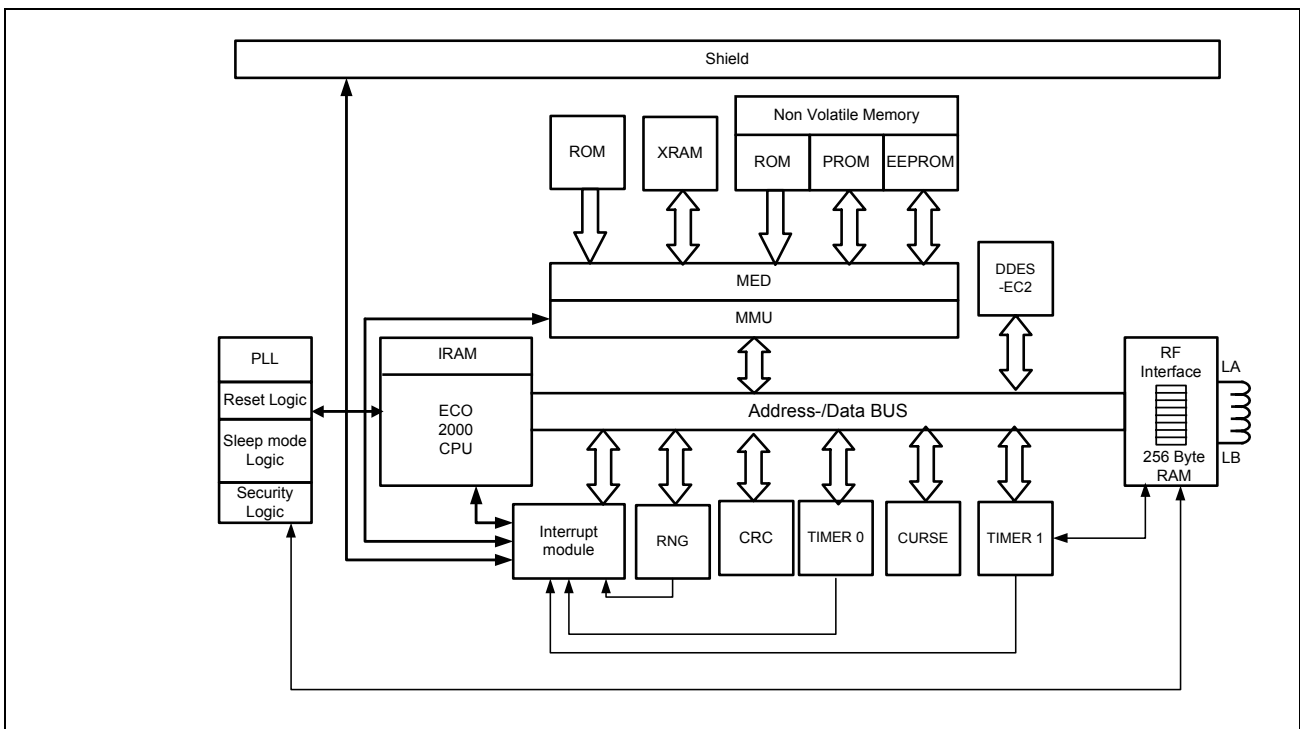 Shield
Non Volatile Memory
ROM
XRAM
ROM
PROM
EEPROM
MED
MMU
DDES
-EC2
PLL
Reset Logic
Sleep mode
Logic
Security
Logic
IRAM
ECO
2000
CPU
Address-/Data BUS
RF
Interface
256 Byte
RAM
LA
LB
Interrupt
module
RNG
CRC
TIMER 0
CURSE
TIMER 1